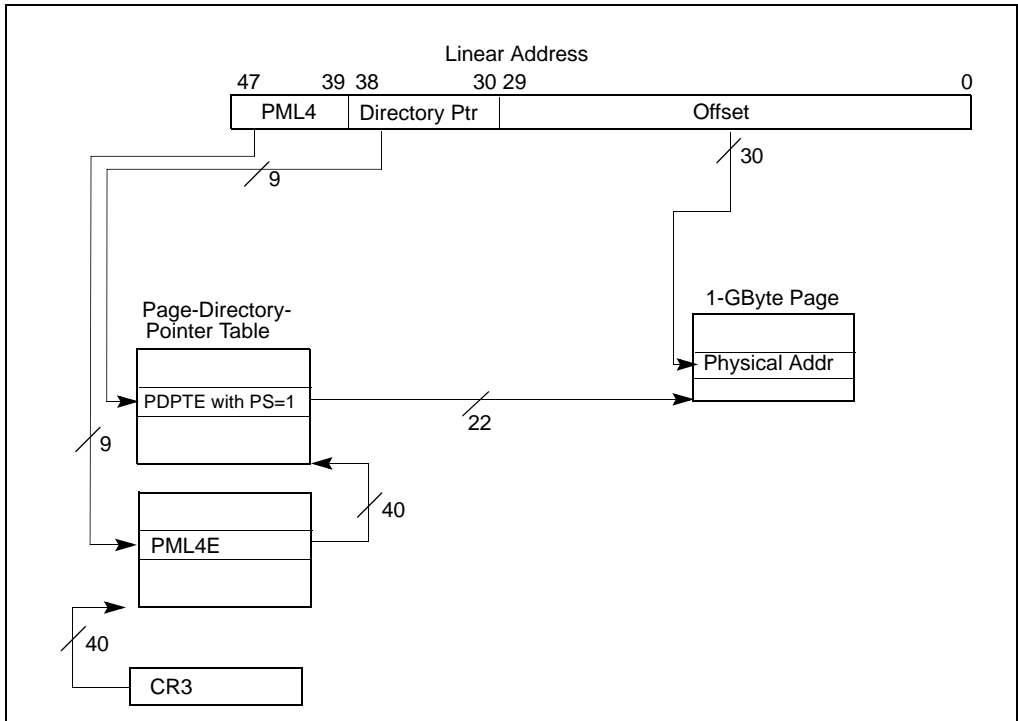 Linear Address
47 39 38 30 29 0
PML4 Directory Ptr Offset
9
30
Page-Directory-
Pointer Table
1-GByte Page
Physical Addr
PDPTE with PS=1
22
9
40
PML4E
40
CR3